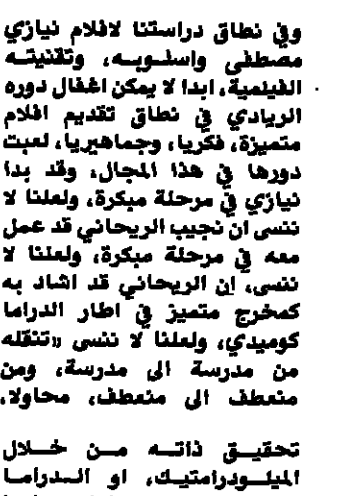 وفي نطاق دراستنا لافلام نيازي
مصطفى واسلوبه، وتقنيته
الفيلمية، ابدا لا يمكن اغفال دوره
الريادي في نطاق تقديم افلام
متميزة، فكريا، وجماهيريا، لعبت
دورها في هذا المجال، وقد بدا
نيازي في مرحلة مبكرة، ولعلنا لا
ننسى ان نجيب الريحاني قد عمل
معه في مرحلة مبكرة، ولعلنا لا
ننسى، إن الريحاني قد اشاد به
كمخرج متميز في اطار الدراما
كوميدي، ولعلنا لا ننسى «تنقله
من مدرسة الى مدرسة، ومن
منعطف الى منعطف، محاولا،
تحقيق ذاته من خلال
الميلودرامتيك، او الدراما